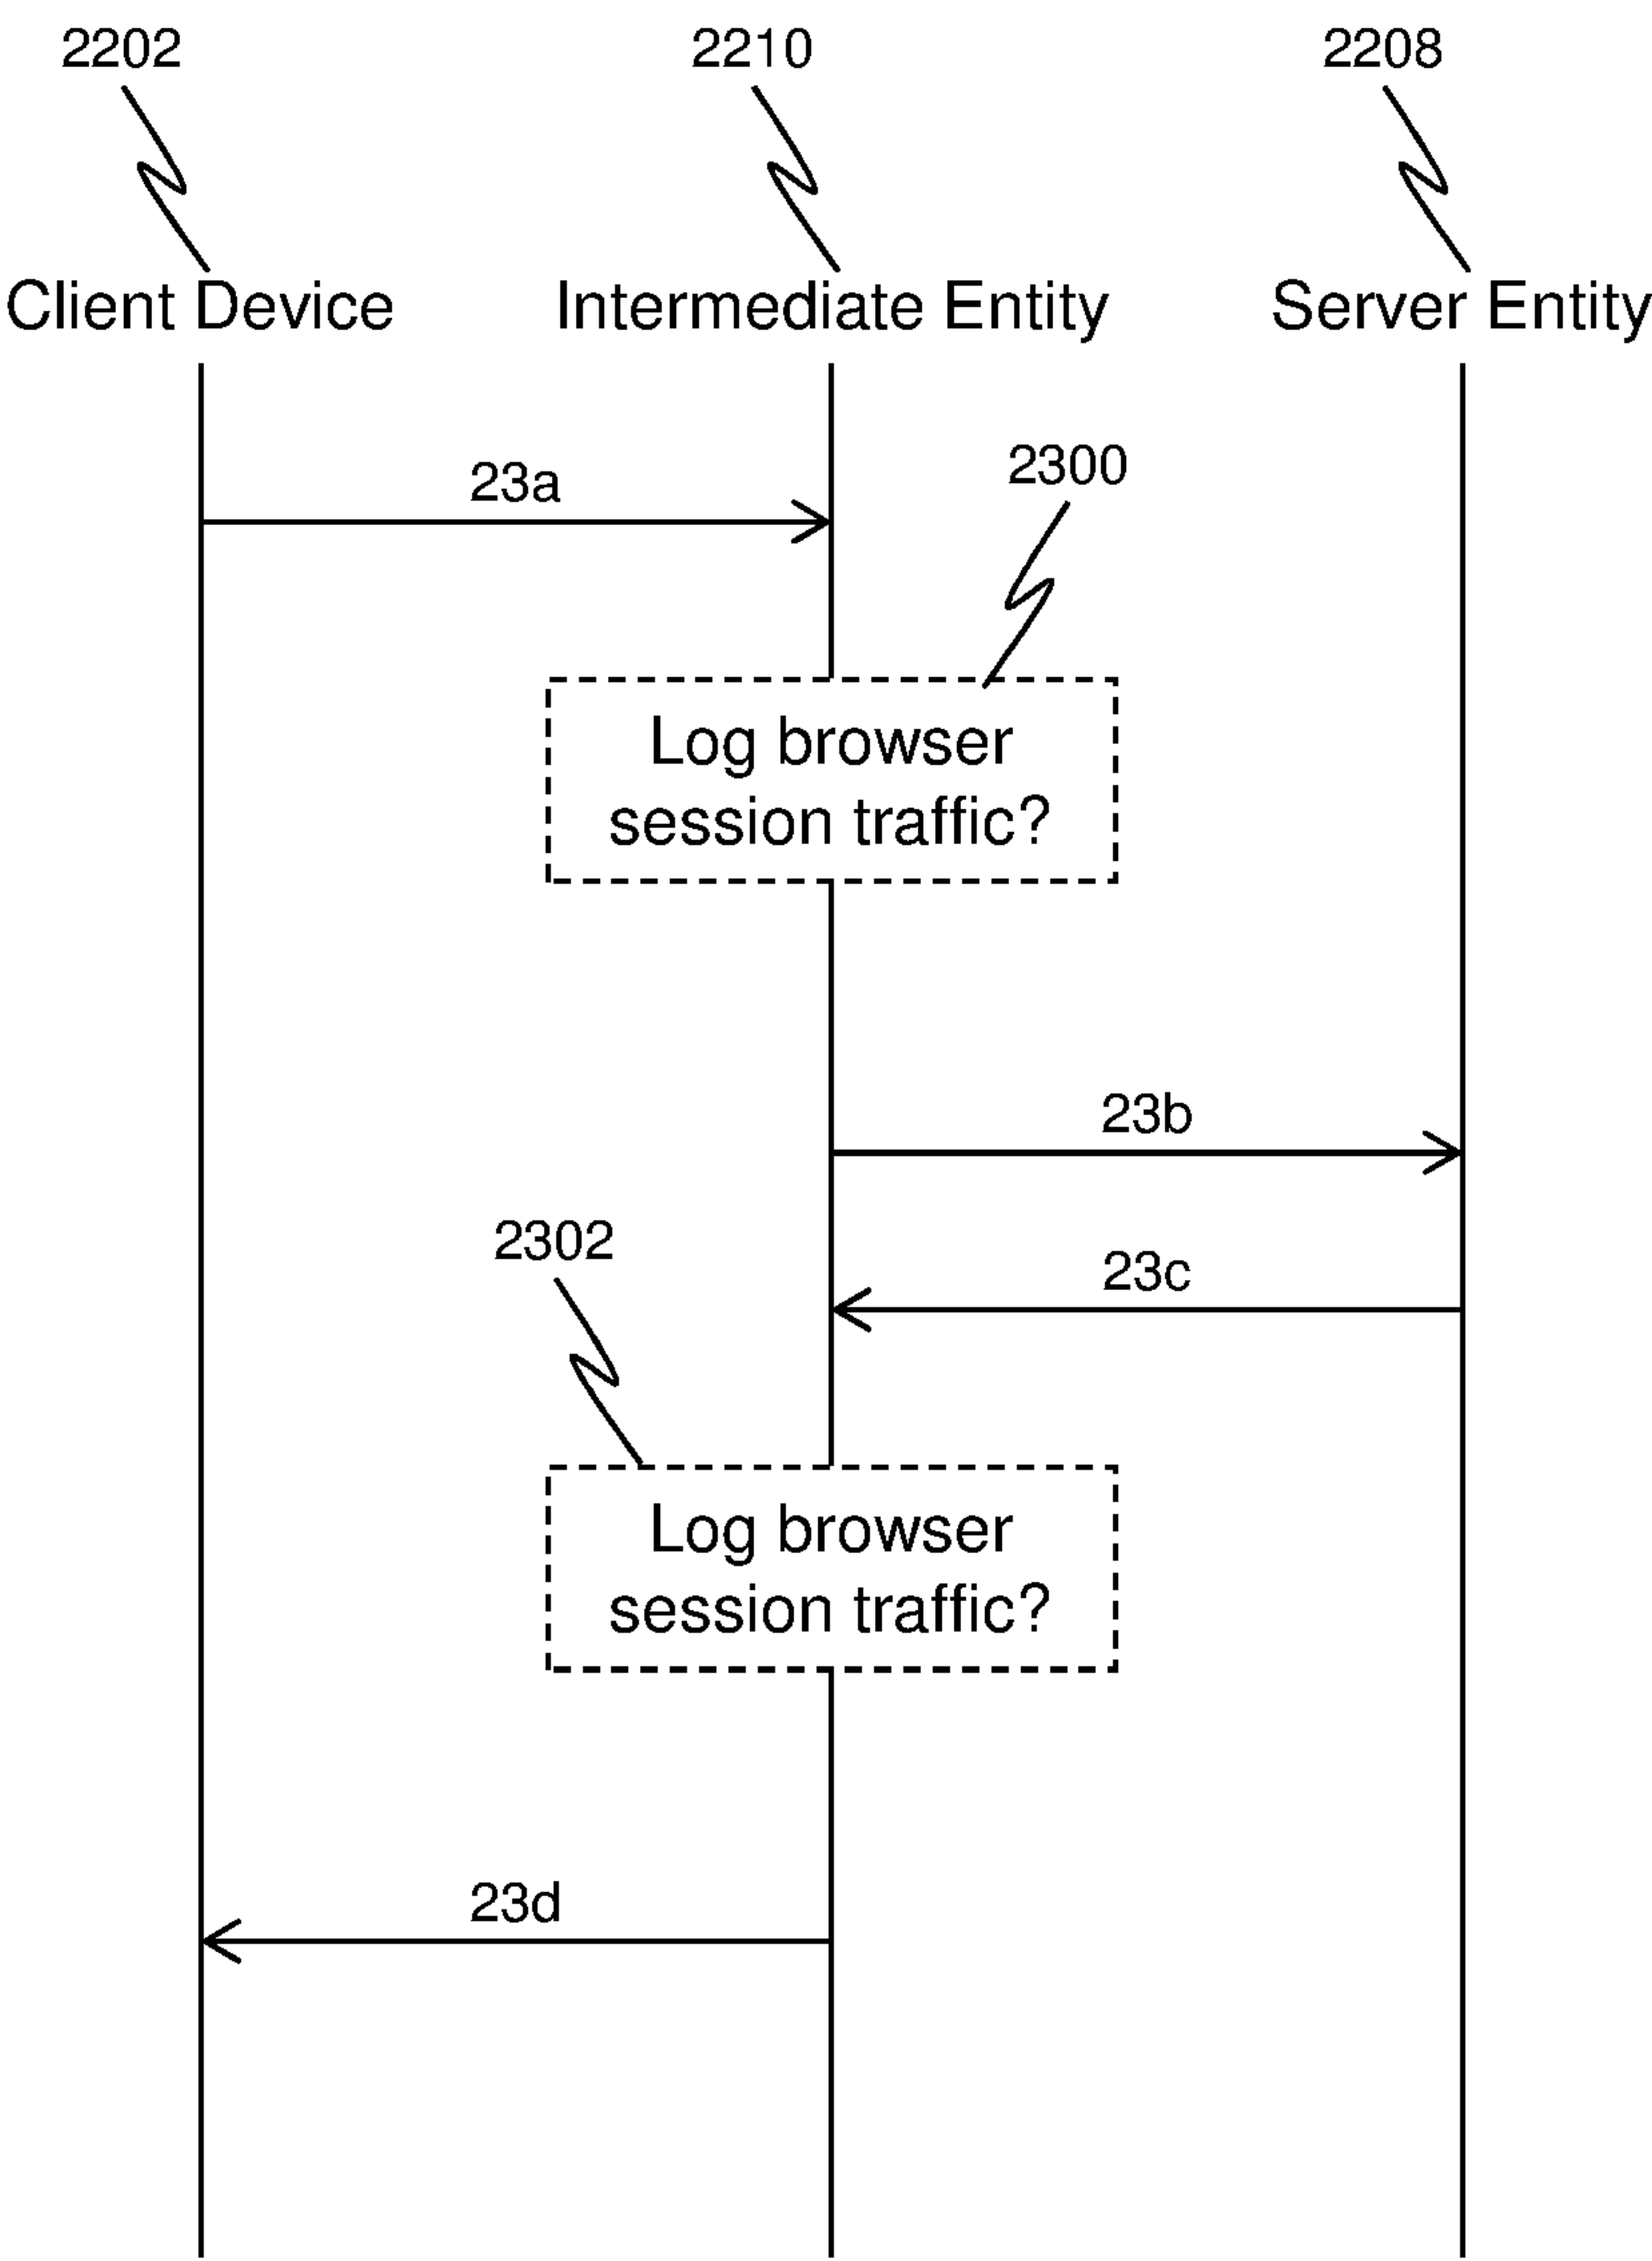 2202
2210
2208
Client Device
Intermediate Entity
Server Entity
23a
2300
Log browser
session traffic?
23b
2302
23c
Log browser
session traffic?
23d